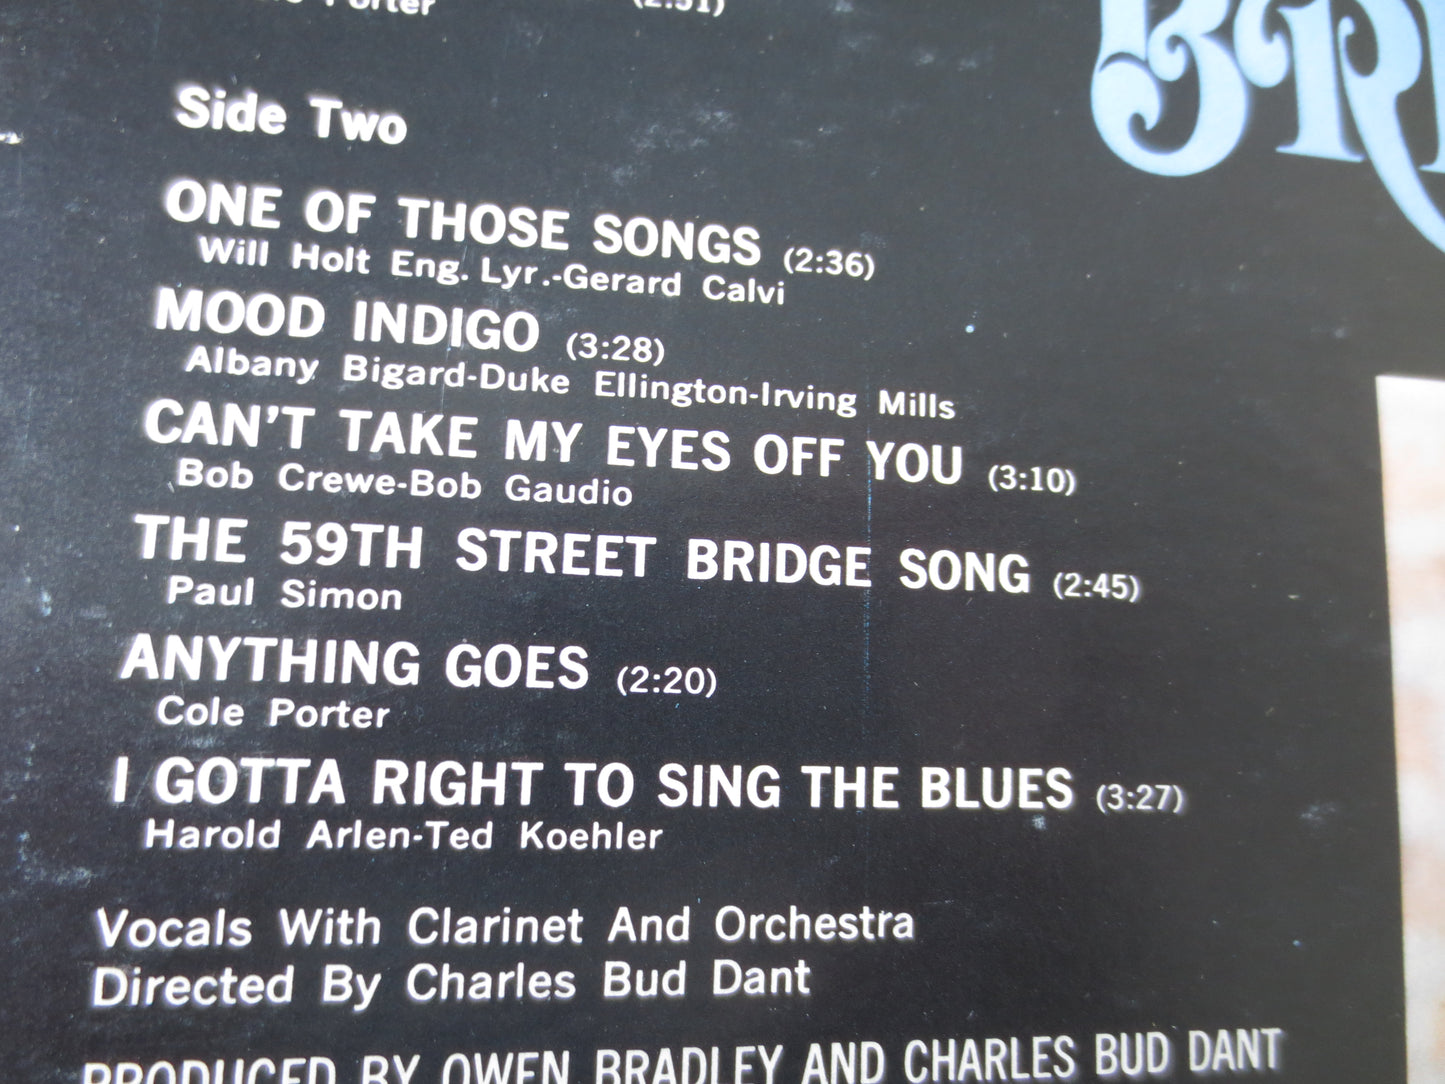 Porter (2:51)
Side Two
ONE OF THOSE SONGS (2:36)
Will Holt Eng. Lyr.-Gerard Calvi
MOOD INDIGO (3:28)
Albany Bigard-Duke Ellington-Irving Mills
CAN'T TAKE MY EYES OFF YOU (3:10)
Bob Crewe-Bob Gaudio
THE 59TH STREET BRIDGE SONG (2:45)
Paul Simon
ANYTHING GOES (2:20)
Cole Porter
I GOTTA RIGHT TO SING THE BLUES (3:27)
Harold Arlen-Ted Koehler
Vocals With Clarinet And Orchestra
Directed By Charles Bud Dant
PRODUCED BY OWEN BRADLEY AND CHARLES BUD DANT